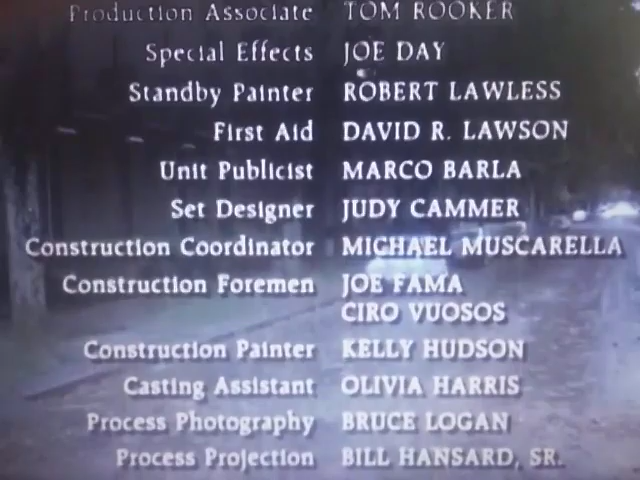 Production Associate TOM ROOKER
Special Effects JOE DAY
Standby Painter ROBERT LAWLESS
First Aid DAVID R. LAWSON
Unit Publicist MARCO BARLA
Set Designer JUDY CAMMER
Construction Coordinator MICHAEL MUSCARELLA
Construction Foremen JOE FAMA
CIRO VUOSOS
Construction Painter KELLY HUDSON
Casting Assistant OLIVIA HARRIS
Process Photography BRUCE LOGAN
Process Projection BILL HANSARD, SR.